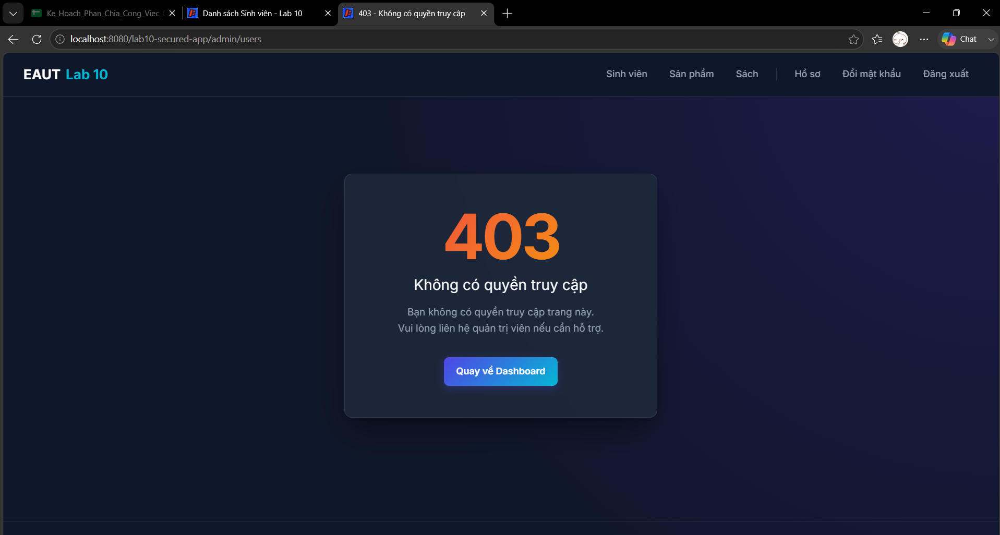 Ke_Hoach_Phan_Chia_Cong_Viec_
Danh sách Sinh viên - Lab 10
403 - Không có quyền truy cập
localhost:8080/lab10-secured-app/admin/users
Chat
EAUT Lab 10
Sinh viên
Sản phẩm
Sách
Hồ sơ
Đổi mật khẩu
Đăng xuất
403
Không có quyền truy cập
Bạn không có quyền truy cập trang này.
Vui lòng liên hệ quản trị viên nếu cần hỗ trợ.
Quay về Dashboard